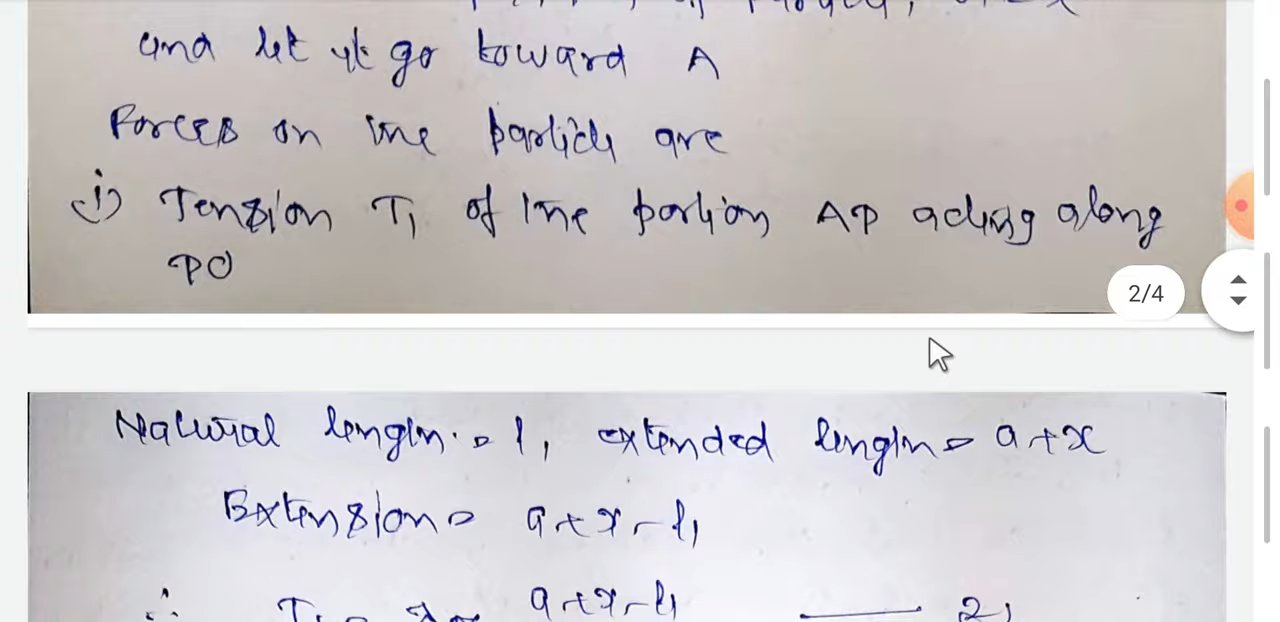 and let it go toward A
Forces on the particle are
(i) Tension T₁ of the portion AP acting along
PO
2/4
Natural length = l, extended length = a+x
Extension = a+x-l₁
∴ T₁ = λ a+x-l₁ —— 2,